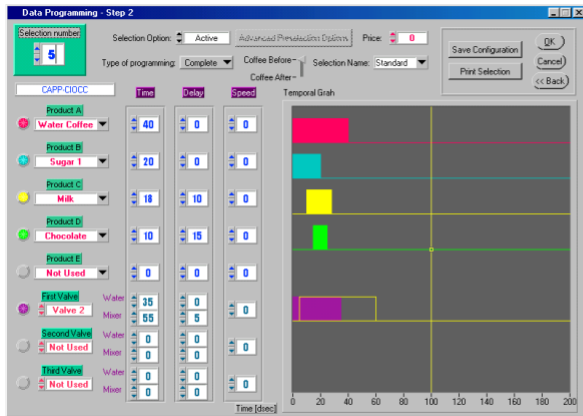 Data Programming - Step 2
Selection number
5
Selection Option: Active
Advanced Preselection Options
Price: 0
Save Configuration
OK
Type of programming: Complete
Coffee Before-
Coffee After-
Selection Name: Standard
Print Selection
Cancel)
<< Back)
CAPP-CIOCC
Time
Delay
Speed
Temporal Grah
Product A
Water Coffee
40
0
0
Product B
Sugar 1
20
0
0
Product C
Milk
18
10
0
Product D
Chocolate
10
15
0
Product E
Not Used
0
0
0
First Valve
Valve 2
Water
35
0
Mixer
55
5
0
Second Valve
Not Used
Water
0
0
Mixer
0
0
0
Third Valve
Not Used
Water
0
0
Mixer
0
0
0
Time [dsec]
0 20 40 60 80 100 120 140 160 180 200